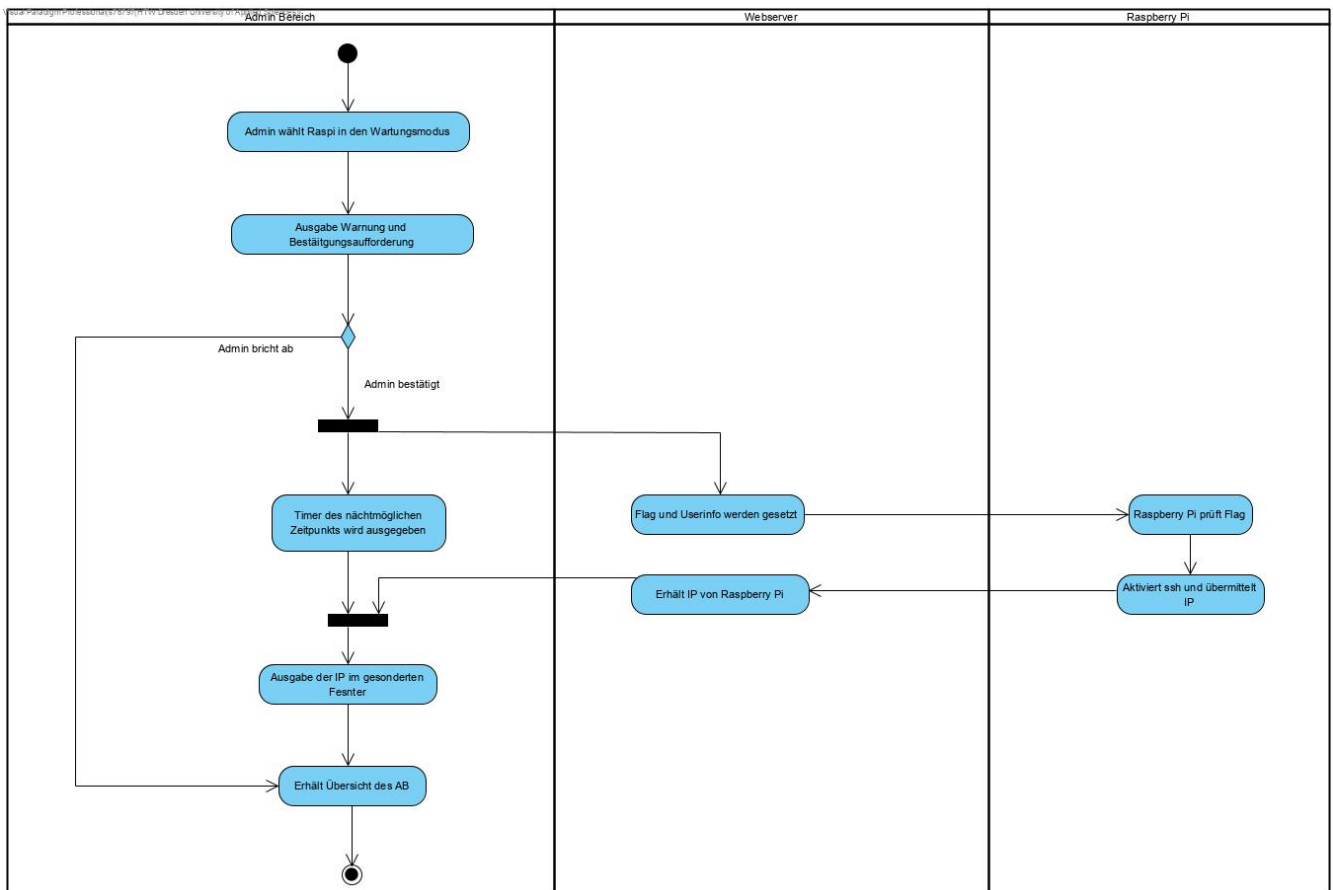 Admin Bereich
Webserver
Raspberry Pi
Admin wählt Raspi in den Wartungsmodus
Ausgabe Warnung und
Bestäitgungsaufforderung
Admin bricht ab
Admin bestätigt
Timer des nächtmöglichen
Zeitpunkts wird ausgegeben
Flag und Userinfo werden gesetzt
Raspberry Pi prüft Flag
Aktiviert ssh und übermittelt
IP
Erhält IP von Raspberry Pi
Ausgabe der IP im gesonderten
Fesnter
Erhält Übersicht des AB